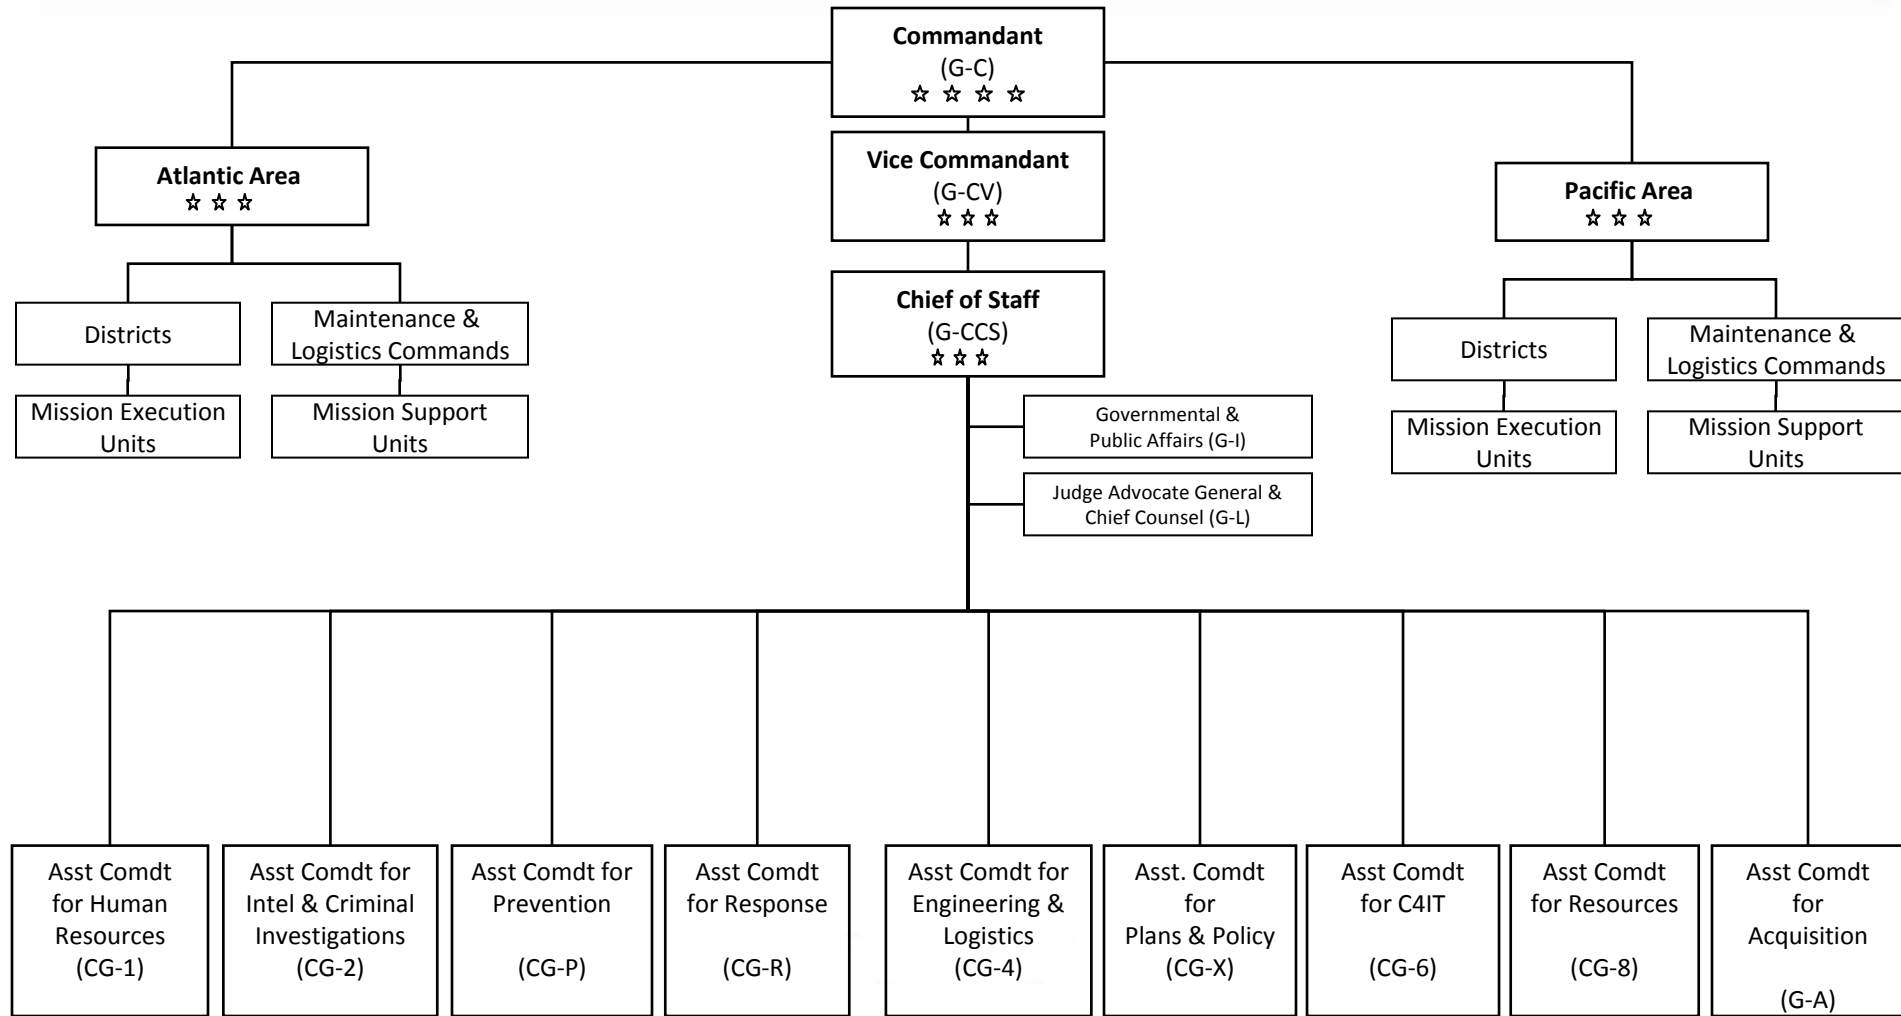 Commandant
(G-C)
Atlantic Area
Vice Commandant
(G-CV)
Pacific Area
Chief of Staff
(G-CCS)
Districts
Maintenance &
Logistics Commands
Mission Execution
Units
Mission Support
Units
Governmental &
Public Affairs (G-I)
Judge Advocate General &
Chief Counsel (G-L)
Districts
Maintenance &
Logistics Commands
Mission Execution
Units
Mission Support
Units
Asst Comdt
for Human
Resources
(CG-1)
Asst Comdt for
Intel & Criminal
Investigations
(CG-2)
Asst Comdt for
Prevention
(CG-P)
Asst Comdt
for Response
(CG-R)
Asst Comdt for
Engineering &
Logistics
(CG-4)
Asst. Comdt
for
Plans & Policy
(CG-X)
Asst Comdt
for C4IT
(CG-6)
Asst Comdt
for Resources
(CG-8)
Asst Comdt
for
Acquisition
(G-A)